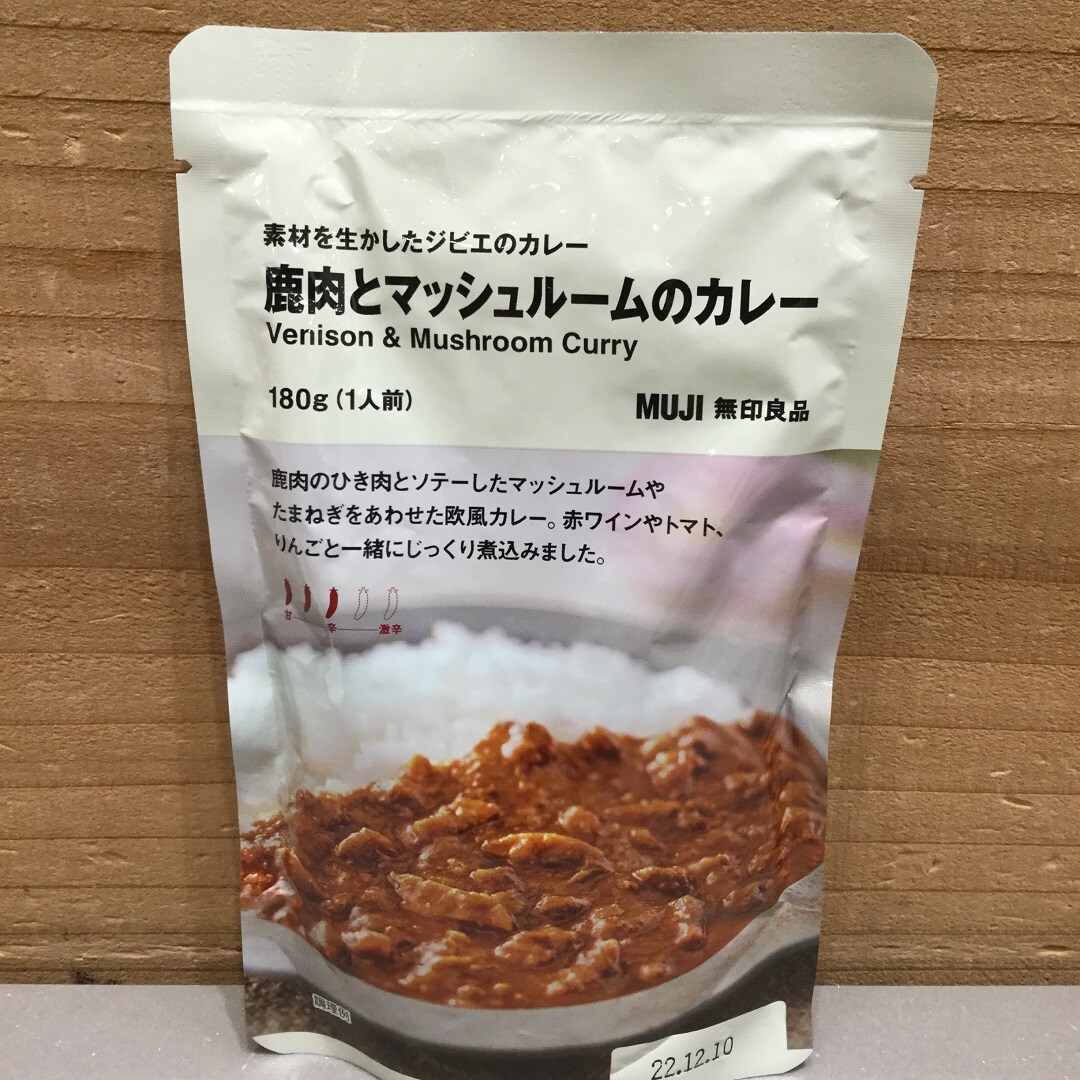 素材を生かしたジビエのカレー
鹿肉とマッシュルームのカレー
Venison & Mushroom Curry
180g(1人前)
MUJI 無印良品
鹿肉のひき肉とソテーしたマッシュルームや
たまねぎをあわせた欧風カレー。赤ワインやトマト、
りんごと一緒にじっくり煮込みました。
甘 辛 激辛
調理例
22.12.10